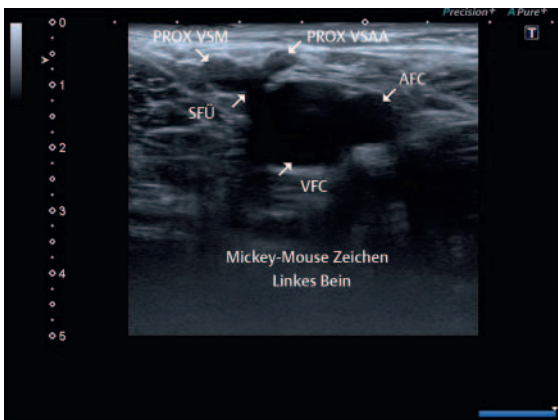 Precision+ APure+
T
0
PROX VSM PROX VSAA
1
AFC
SFÜ
2
VFC
3
Mickey-Mouse Zeichen
4
Linkes Bein
5